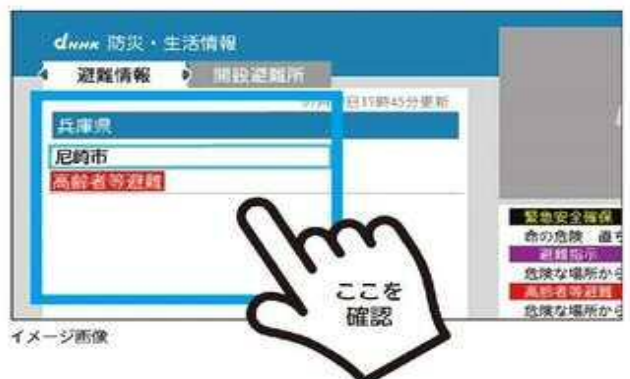 dNHK 防災・生活情報
避難情報
開設避難所
日11時45分更新
兵庫県
尼崎市
高齢者等避難
緊急安全確保
命の危険 直ち
避難指示
危険な場所から
高齢者等避難
危険な場所から
ここを
確認
イメージ画像